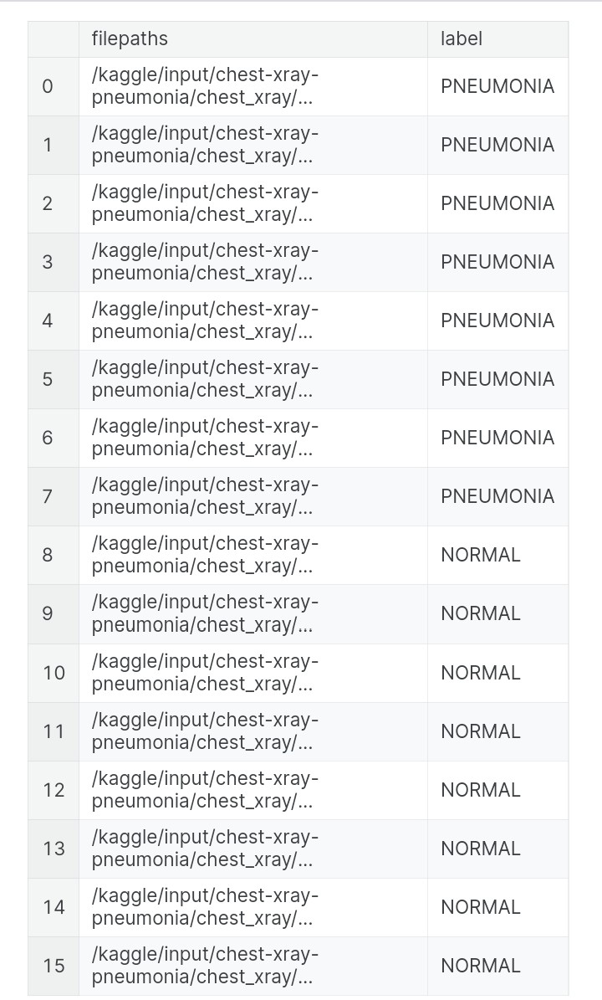 filepaths label
0 /kaggle/input/chest-xray-
pneumonia/chest_xray/... PNEUMONIA
1 /kaggle/input/chest-xray-
pneumonia/chest_xray/... PNEUMONIA
2 /kaggle/input/chest-xray-
pneumonia/chest_xray/... PNEUMONIA
3 /kaggle/input/chest-xray-
pneumonia/chest_xray/... PNEUMONIA
4 /kaggle/input/chest-xray-
pneumonia/chest_xray/... PNEUMONIA
5 /kaggle/input/chest-xray-
pneumonia/chest_xray/... PNEUMONIA
6 /kaggle/input/chest-xray-
pneumonia/chest_xray/... PNEUMONIA
7 /kaggle/input/chest-xray-
pneumonia/chest_xray/... PNEUMONIA
8 /kaggle/input/chest-xray-
pneumonia/chest_xray/... NORMAL
9 /kaggle/input/chest-xray-
pneumonia/chest_xray/... NORMAL
10 /kaggle/input/chest-xray-
pneumonia/chest_xray/... NORMAL
11 /kaggle/input/chest-xray-
pneumonia/chest_xray/... NORMAL
12 /kaggle/input/chest-xray-
pneumonia/chest_xray/... NORMAL
13 /kaggle/input/chest-xray-
pneumonia/chest_xray/... NORMAL
14 /kaggle/input/chest-xray-
pneumonia/chest_xray/... NORMAL
15 /kaggle/input/chest-xray-
pneumonia/chest_xray/... NORMAL